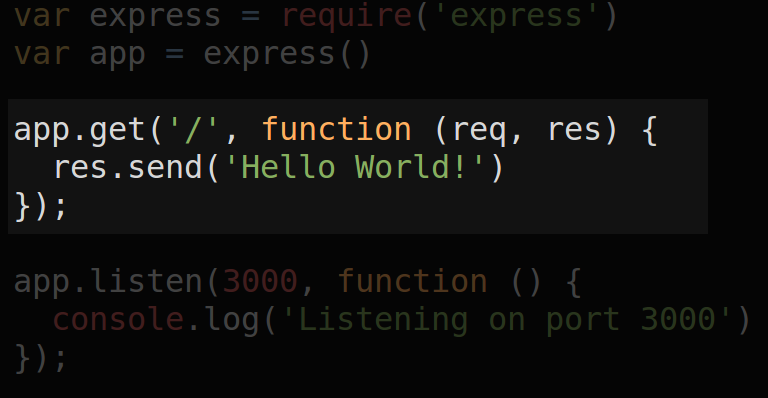 var express = require('express')
var app = express()

app.get('/', function (req, res) {
  res.send('Hello World!')
});

app.listen(3000, function () {
  console.log('Listening on port 3000')
});